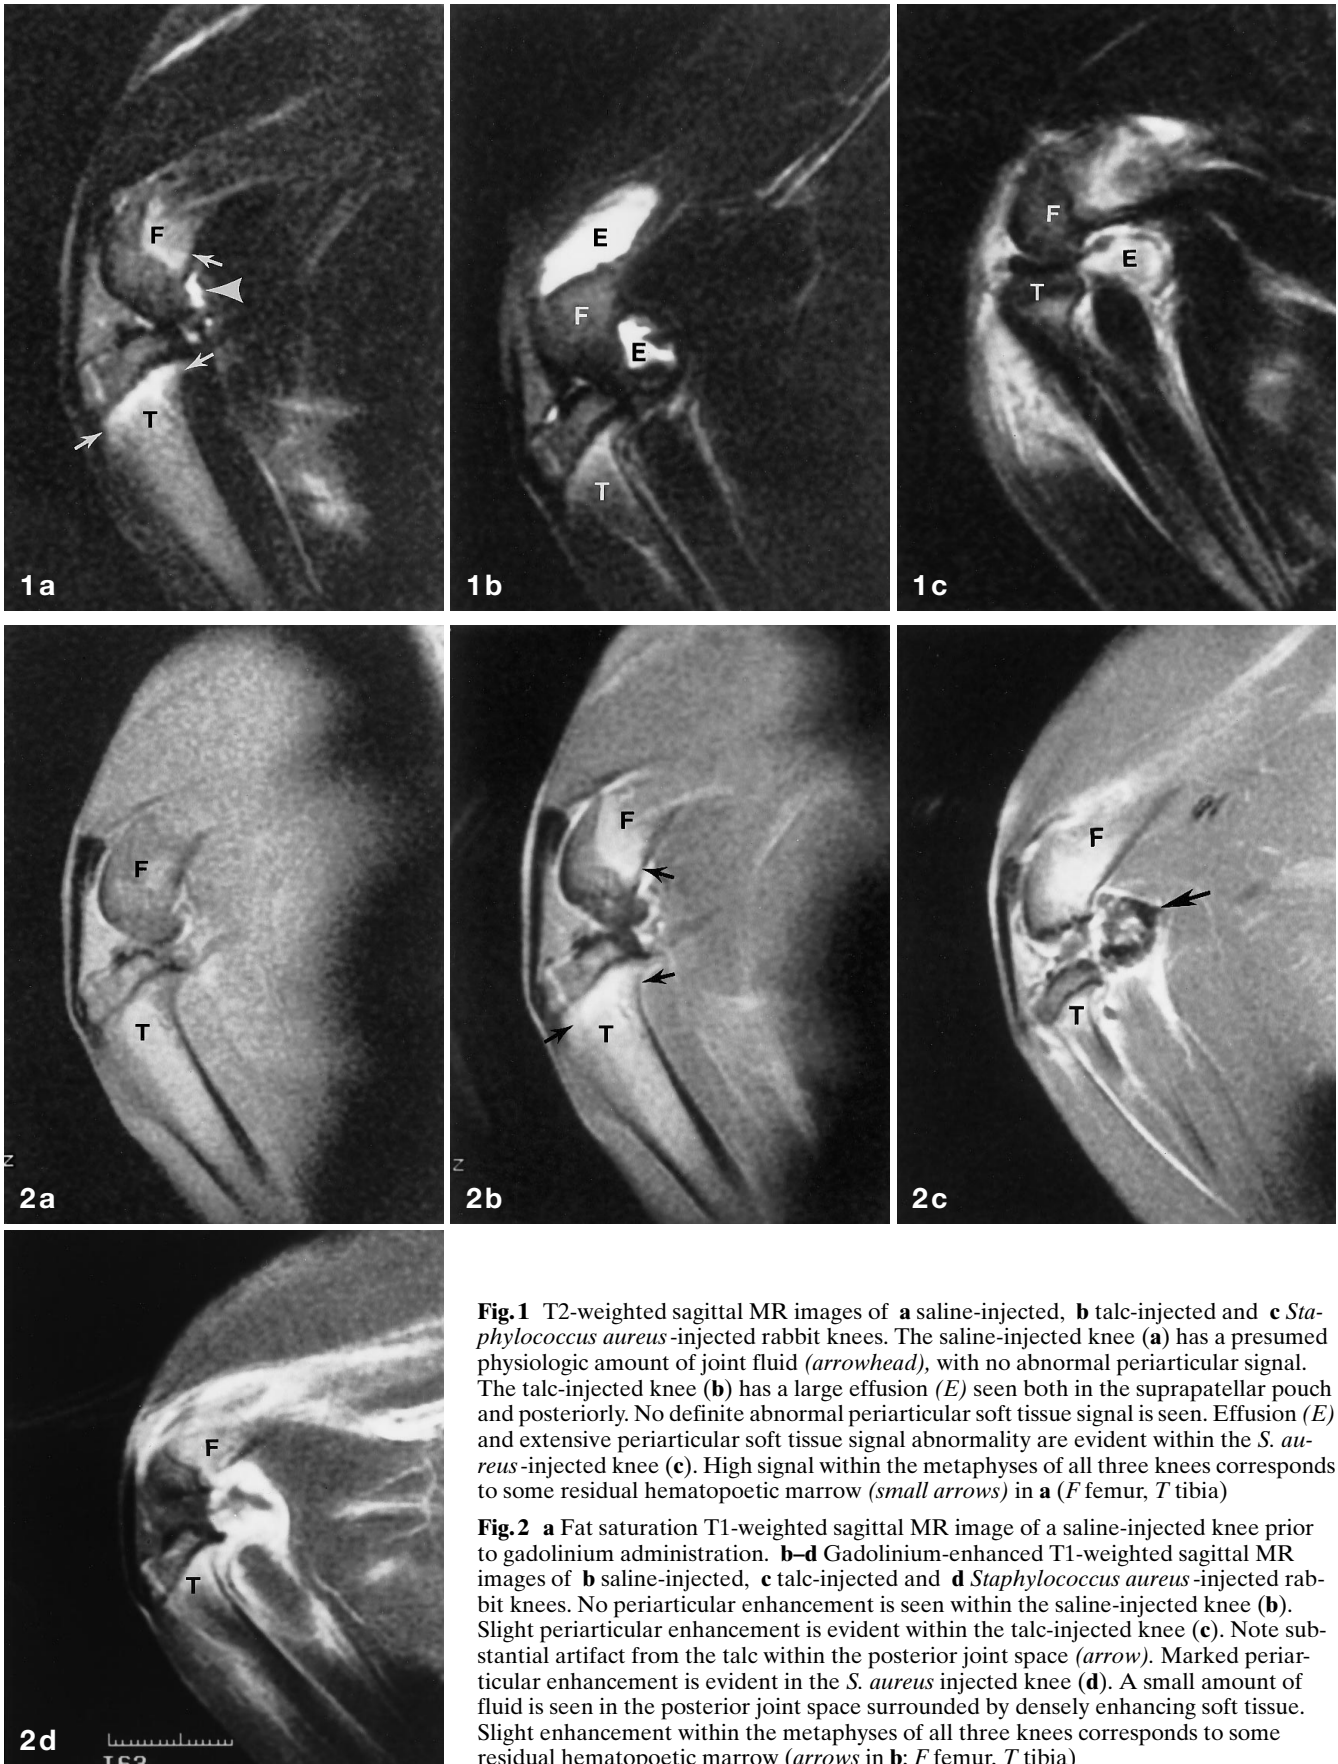 F
T
1a
E
F
E
T
1b
F
E
T
1c
F
T
z
2a
F
T
z
2b
F
T
2c
F
T
2d
Fig.1 T2-weighted sagittal MR images of a saline-injected, b talc-injected and c Sta-
phylococcus aureus-injected rabbit knees. The saline-injected knee (a) has a presumed
physiologic amount of joint fluid (arrowhead), with no abnormal periarticular signal.
The talc-injected knee (b) has a large effusion (E) seen both in the suprapatellar pouch
and posteriorly. No definite abnormal periarticular soft tissue signal is seen. Effusion (E)
and extensive periarticular soft tissue signal abnormality are evident within the S. au-
reus-injected knee (c). High signal within the metaphyses of all three knees corresponds
to some residual hematopoetic marrow (small arrows) in a (F femur, T tibia)
Fig.2 a Fat saturation T1-weighted sagittal MR image of a saline-injected knee prior
to gadolinium administration. b–d Gadolinium-enhanced T1-weighted sagittal MR
images of b saline-injected, c talc-injected and d Staphylococcus aureus-injected rab-
bit knees. No periarticular enhancement is seen within the saline-injected knee (b).
Slight periarticular enhancement is evident within the talc-injected knee (c). Note sub-
stantial artifact from the talc within the posterior joint space (arrow). Marked periar-
ticular enhancement is evident in the S. aureus injected knee (d). A small amount of
fluid is seen in the posterior joint space surrounded by densely enhancing soft tissue.
Slight enhancement within the metaphyses of all three knees corresponds to some
residual hematopoetic marrow (arrows in b; F femur, T tibia)